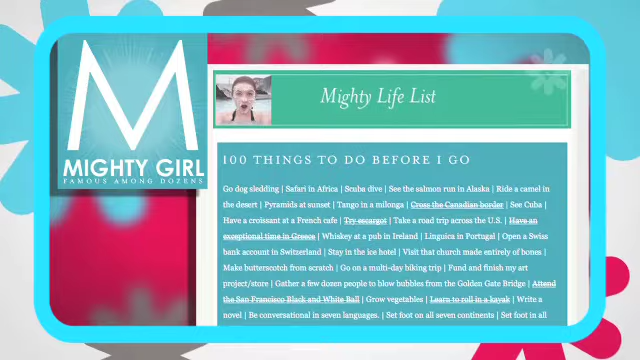 M
MIGHTY GIRL
FAMOUS AMONG DOZENS
Mighty Life List
100 THINGS TO DO BEFORE I GO
Go dog sledding | Safari in Africa | Scuba dive | See the salmon run in Alaska | Ride a camel in
the desert | Pyramids at sunset | Tango in a milonga | Cross the Canadian border | See Cuba |
Have a croissant at a French cafe | Try escargot | Take a road trip across the U.S. | Have an
exceptional time in Greece | Whiskey at a pub in Ireland | Linguica in Portugal | Open a Swiss
bank account in Switzerland | Stay in the ice hotel | Visit that church made entirely of bones |
Make butterscotch from scratch | Go on a multi-day biking trip | Fund and finish my art
project/store | Gather a few dozen people to blow bubbles from the Golden Gate Bridge | Attend
the San Francisco Black and White Ball | Grow vegetables | Learn to roll in a kayak | Write a
novel | Be conversational in seven languages. | Set foot on all seven continents | Set foot in all